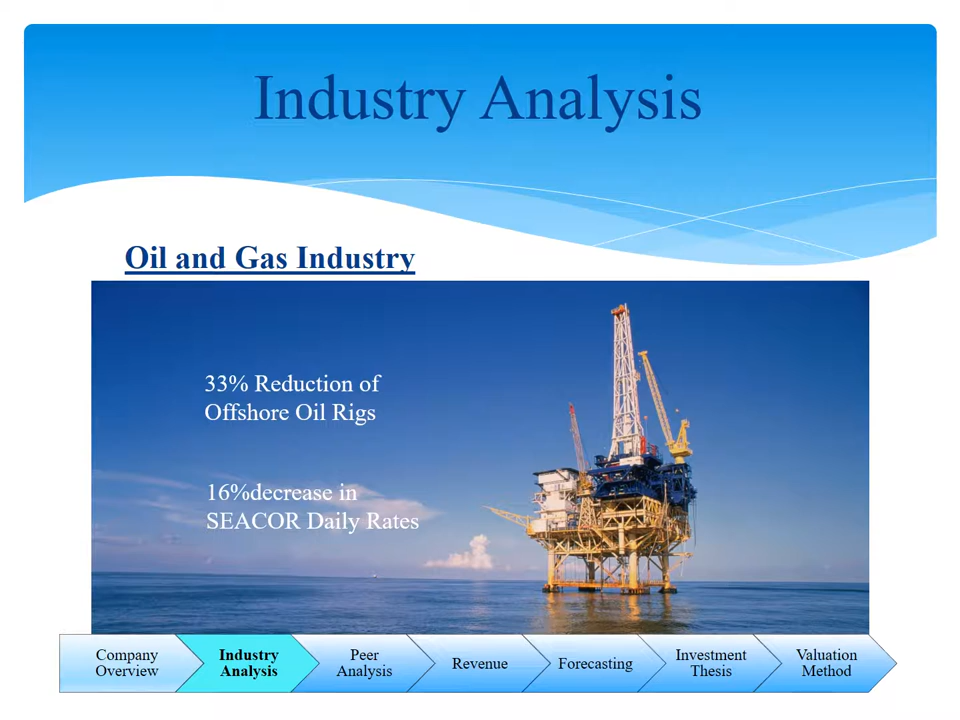 Industry Analysis
Oil and Gas Industry
33% Reduction of
Offshore Oil Rigs
16%decrease in
SEACOR Daily Rates
Company
Overview
Industry
Analysis
Peer
Analysis
Revenue
Forecasting
Investment
Thesis
Valuation
Method